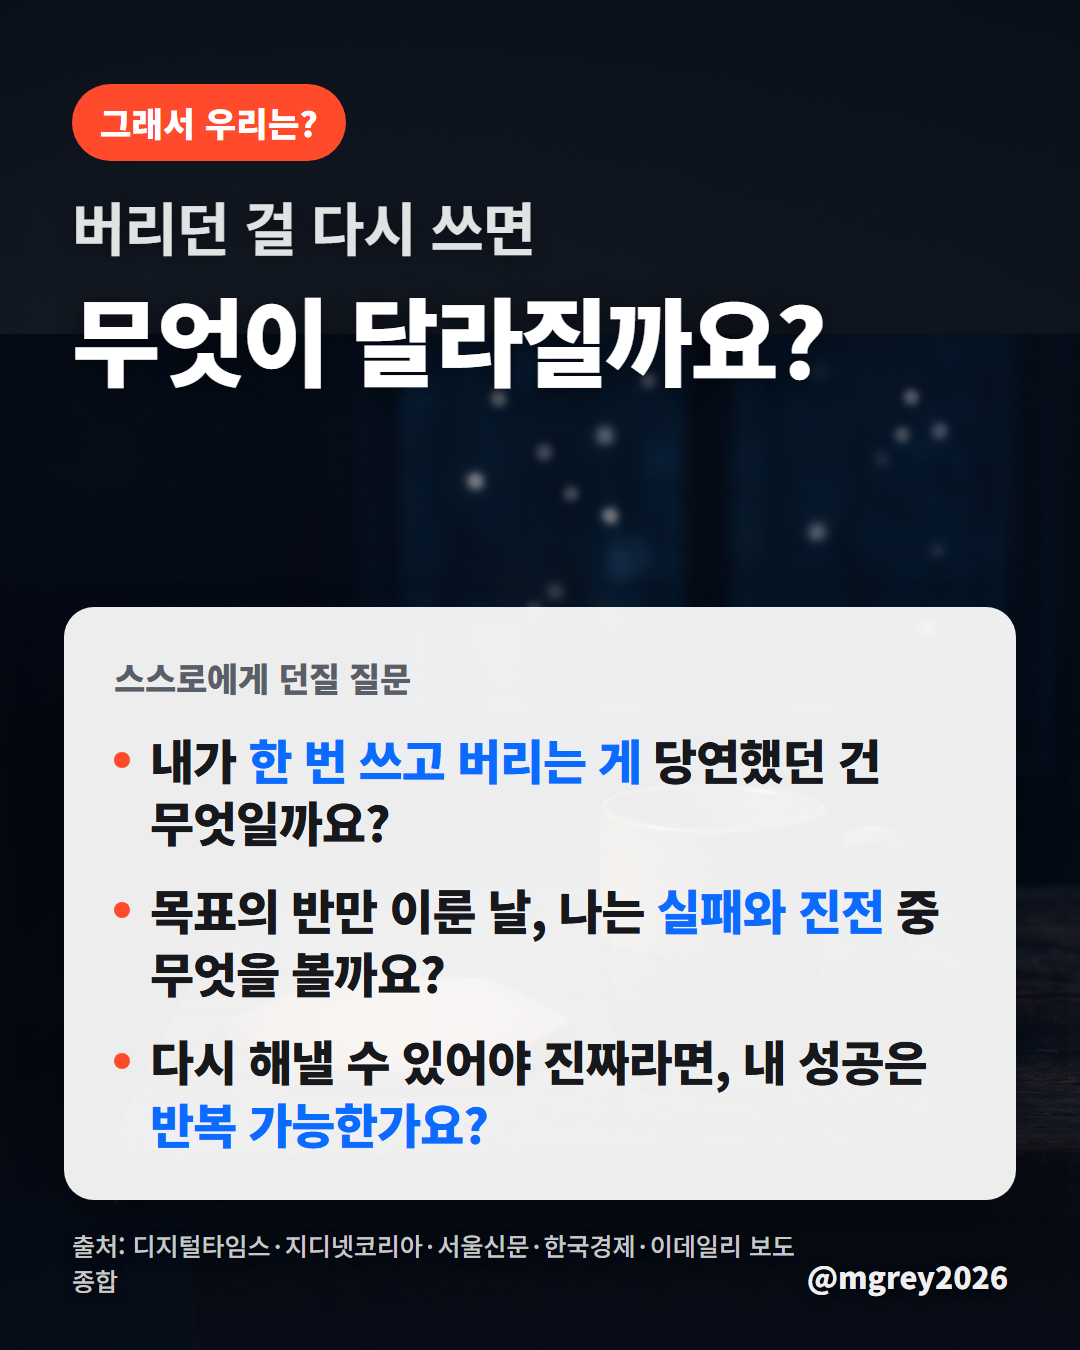 그래서 우리는?
버리던 걸 다시 쓰면
무엇이 달라질까요?
스스로에게 던질 질문
• 내가 한 번 쓰고 버리는 게 당연했던 건
무엇일까요?
• 목표의 반만 이룬 날, 나는 실패와 진전 중
무엇을 볼까요?
• 다시 해낼 수 있어야 진짜라면, 내 성공은
반복 가능한가요?
출처: 디지털타임스·지디넷코리아·서울신문·한국경제·이데일리 보도
종합
@mgrey2026